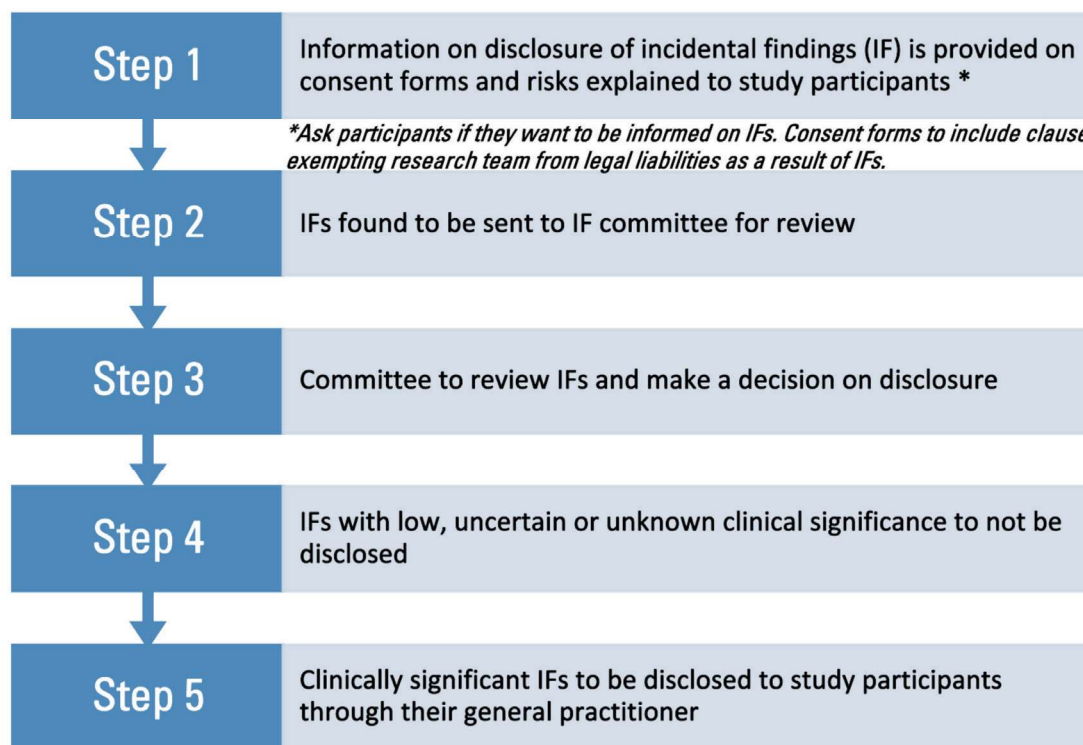 Step 1
Information on disclosure of incidental findings (IF) is provided on
consent forms and risks explained to study participants *
*Ask participants if they want to be informed on IFs. Consent forms to include clause
exempting research team from legal liabilities as a result of IFs.
Step 2
IFs found to be sent to IF committee for review
Step 3
Committee to review IFs and make a decision on disclosure
Step 4
IFs with low, uncertain or unknown clinical significance to not be
disclosed
Step 5
Clinically significant IFs to be disclosed to study participants
through their general practitioner